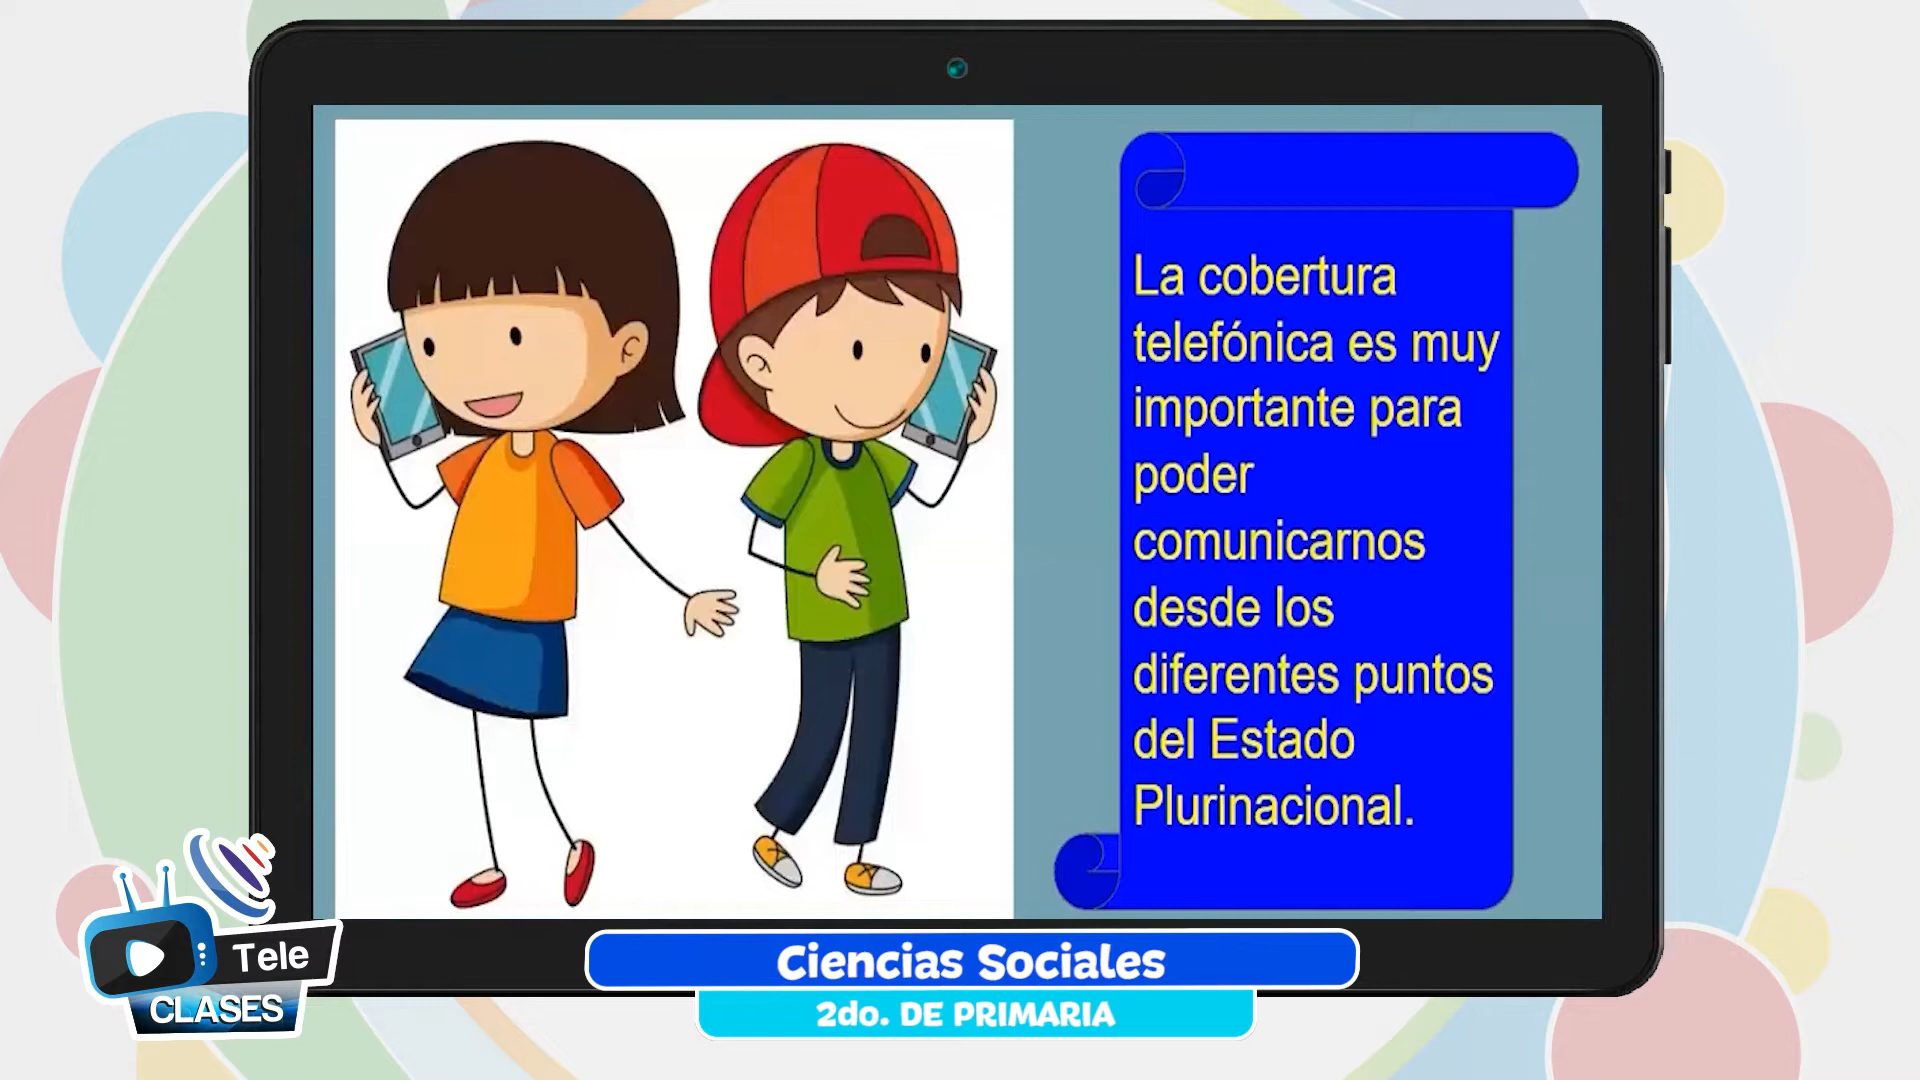 La cobertura
telefónica es muy
importante para
poder
comunicarnos
desde los
diferentes puntos
del Estado
Plurinacional.
Tele
CLASES
Ciencias Sociales
2do. DE PRIMARIA